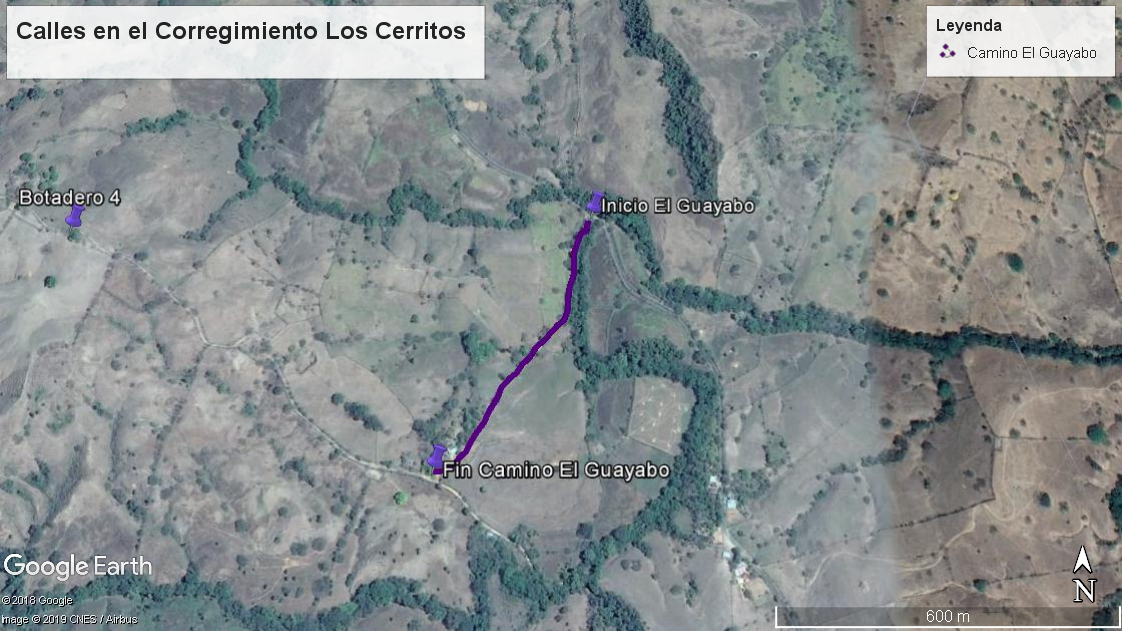 Calles en el Corregimiento Los Cerritos
Leyenda
Camino El Guayabo
Botadero 4
Inicio El Guayabo
Fin Camino El Guayabo
Google Earth
©2018 Google
Image © 2019 CNES / Airbus
600 m
N